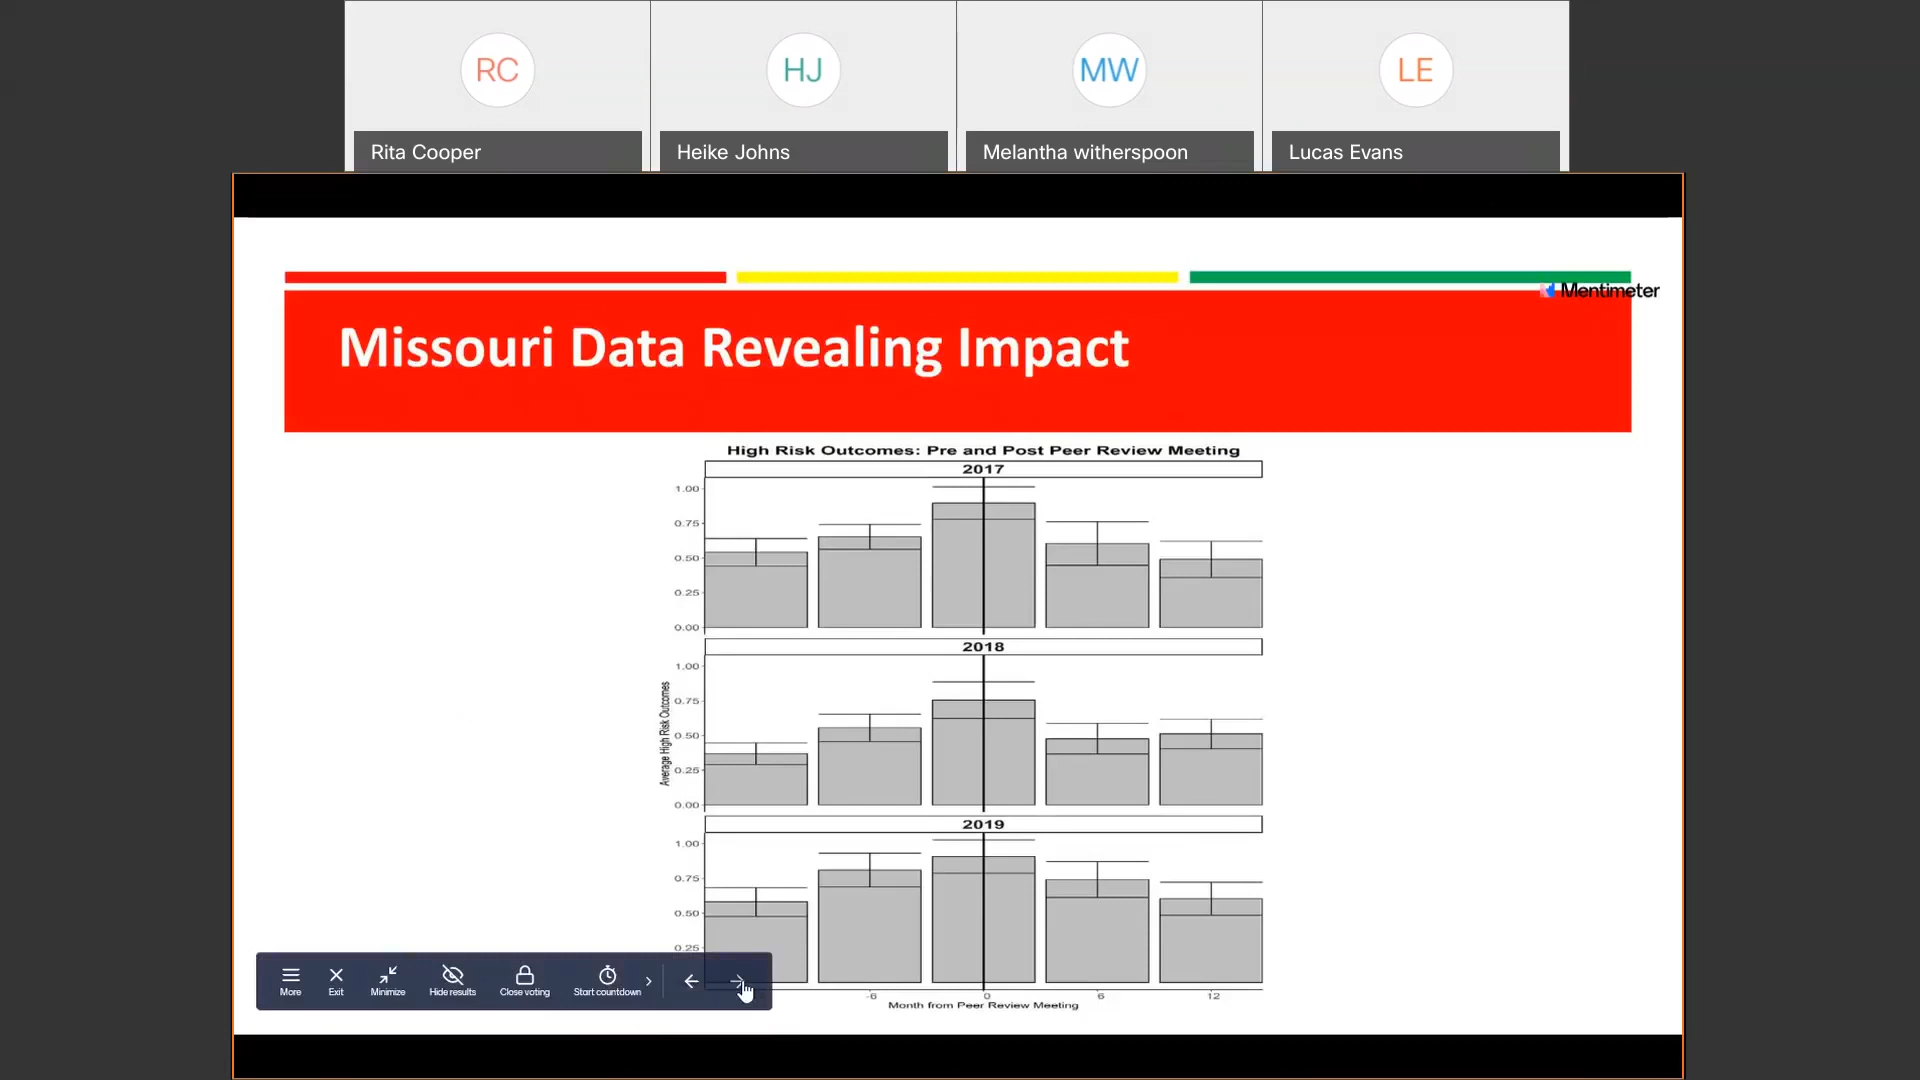 RC
HJ
MW
LE
Rita Cooper
Heike Johns
Melantha witherspoon
Lucas Evans
Mentimeter
Missouri Data Revealing Impact
High Risk Outcomes: Pre and Post Peer Review Meeting
2017
1.00
0.75
0.50
0.25
0.00
2018
1.00
0.75
0.50
0.25
0.00
Average High Risk Outcomes
2019
1.00
0.75
0.50
0.25
-6
0
6
12
Month from Peer Review Meeting
More
Exit
Minimize
Hide results
Close voting
Start countdown